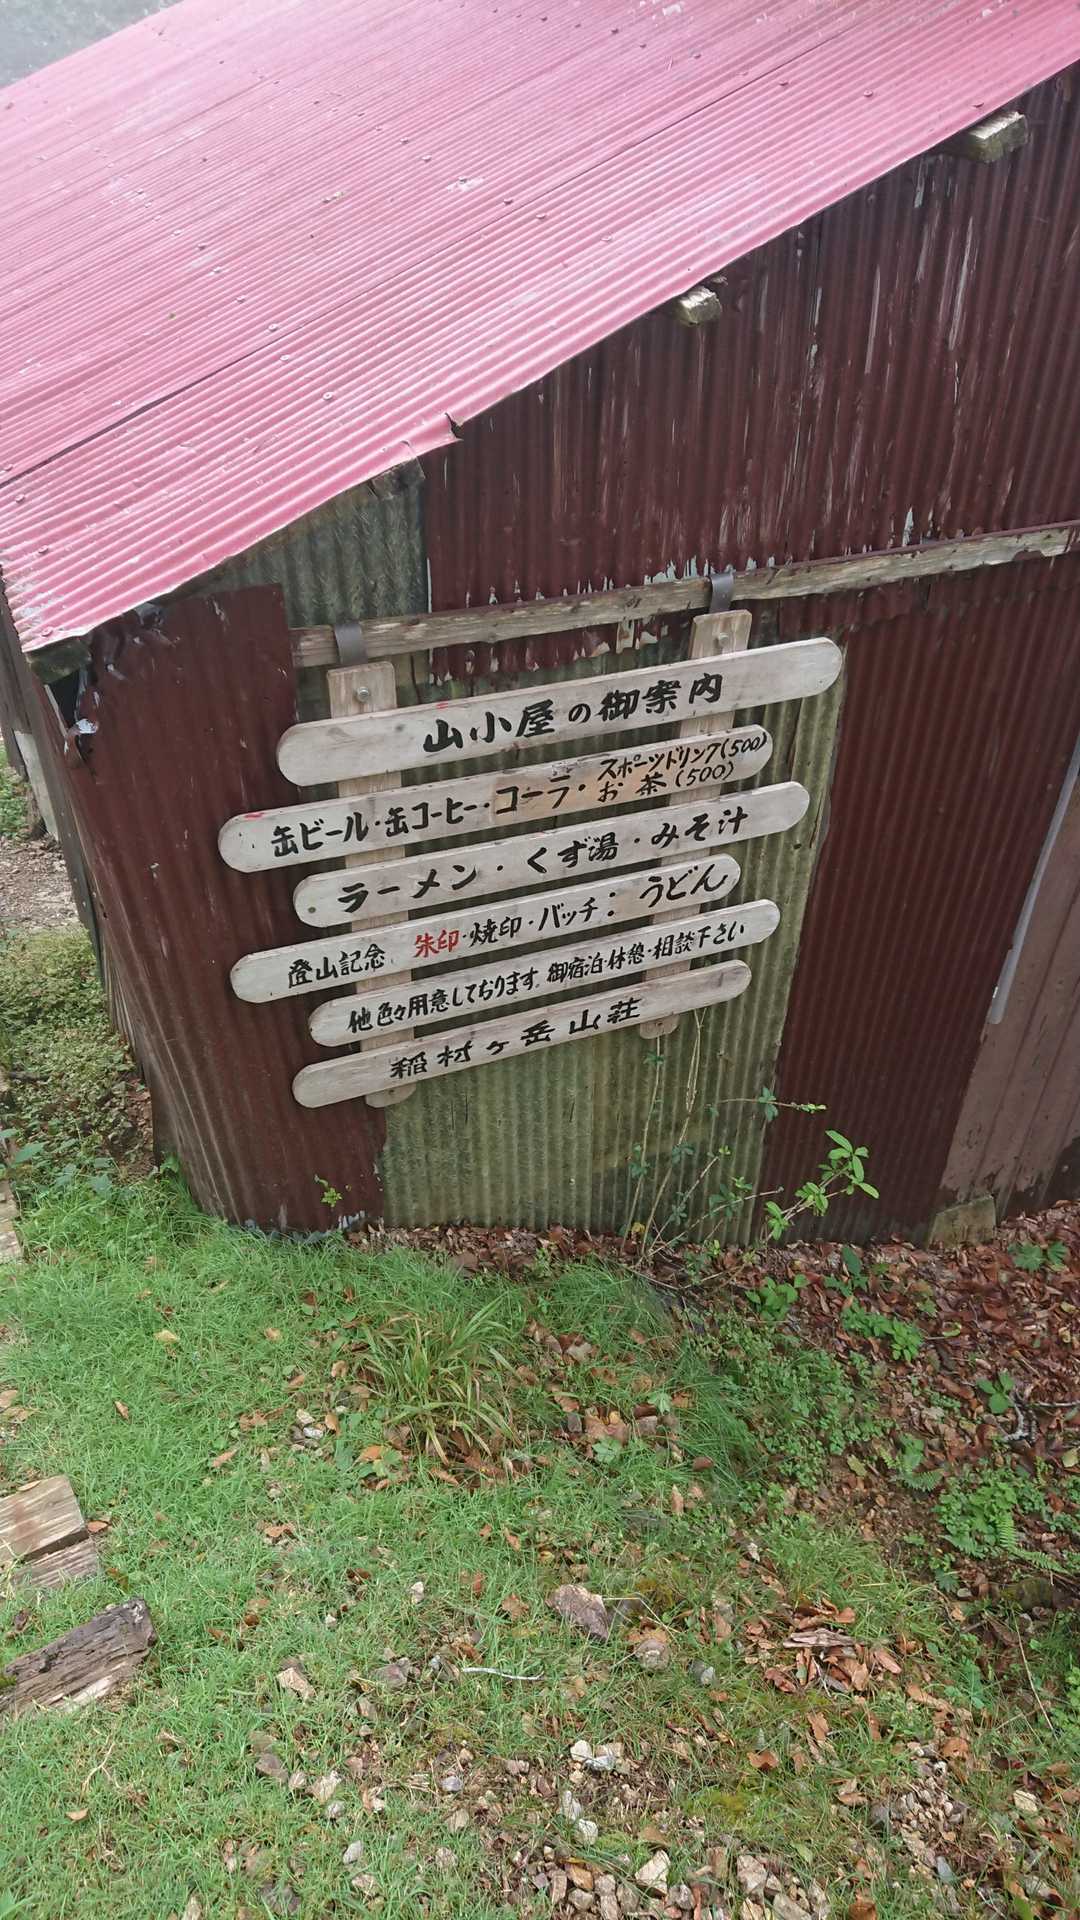 山小屋の御案内
缶ビール・缶コーヒー・コーラ・スポーツドリンク(500)
お茶(500)
ラーメン・くず湯・みそ汁
登山記念 朱印・焼印・バッチ：うどん
他色々用意しております。御宿泊・休憩・相談下さい
稲村ヶ岳山荘